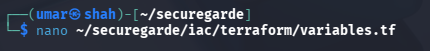 ┌──(umar㉿shah)-[~/securegarde]
└─$ nano ~/securegarde/iac/terraform/variables.tf